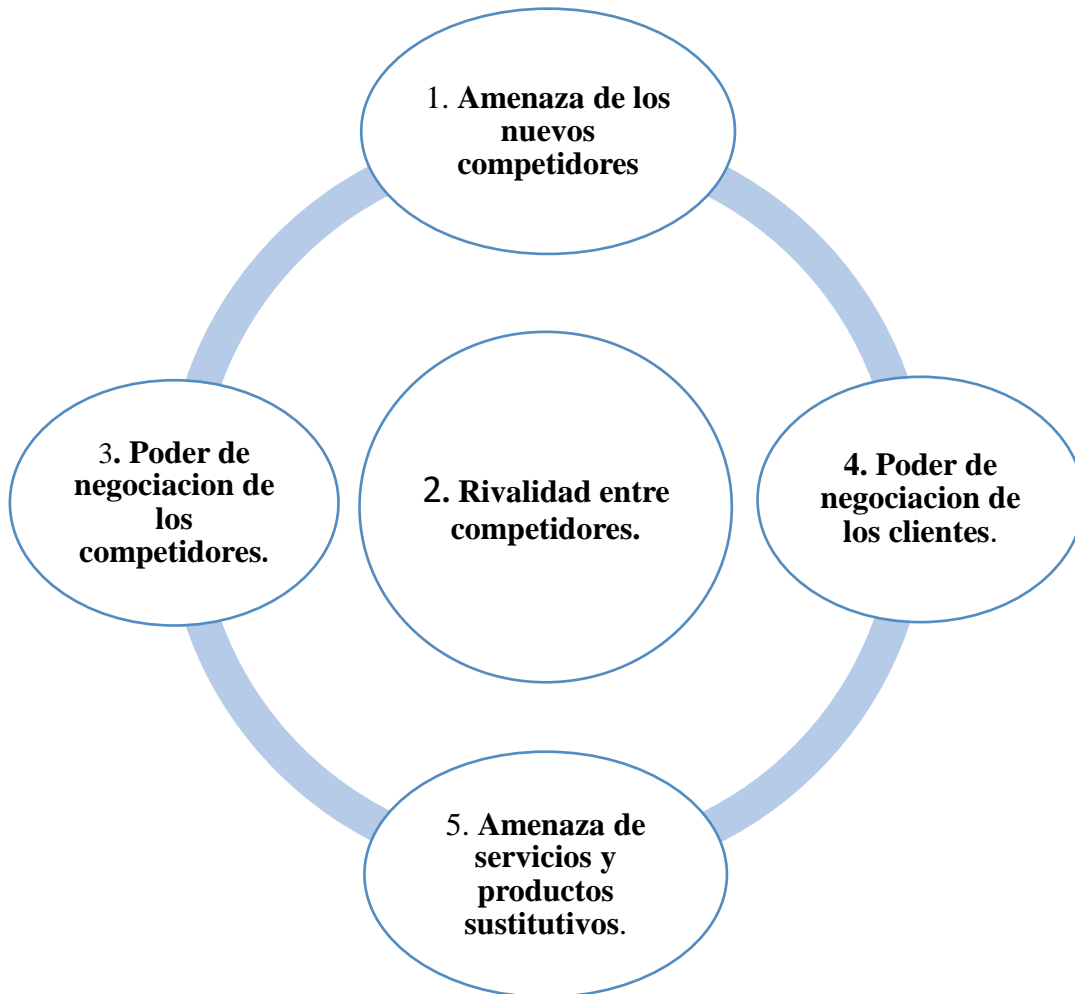 1. Amenaza de los
nuevos
competidores
3. Poder de
negociacion de
los
competidores.
2. Rivalidad entre
competidores.
4. Poder de
negociacion de
los clientes.
5. Amenaza de
servicios y
productos
sustitutivos.